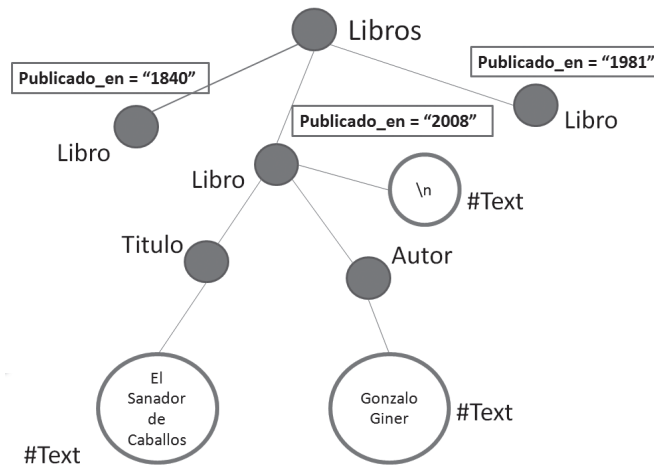 Libros
Publicado_en = “1840”
Publicado_en = “1981”
Libro
Libro
Publicado_en = “2008”
Libro
\n
#Text
Titulo
Autor
El
Sanador
de
Caballos
#Text
Gonzalo
Giner
#Text